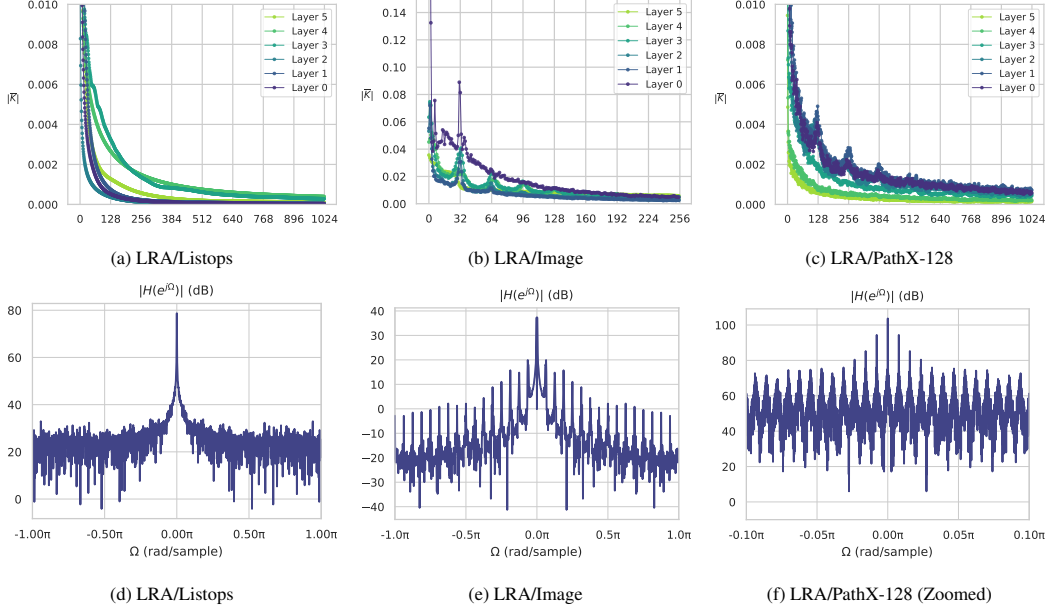 0.010
0.008
0.006
0.004
0.002
0.000
|K̅|
Layer 5
Layer 4
Layer 3
Layer 2
Layer 1
Layer 0
0 128 256 384 512 640 768 896 1024
(a) LRA/Listops
0.14
0.12
0.10
0.08
0.06
0.04
0.02
0.00
|K̅|
Layer 5
Layer 4
Layer 3
Layer 2
Layer 1
Layer 0
0 32 64 96 128 160 192 224 256
(b) LRA/Image
0.010
0.008
0.006
0.004
0.002
0.000
|K̅|
Layer 5
Layer 4
Layer 3
Layer 2
Layer 1
Layer 0
0 128 256 384 512 640 768 896 1024
(c) LRA/PathX-128
|H(e^{jΩ})| (dB)
80
60
40
20
0
-1.00π -0.50π 0.00π 0.50π 1.00π
Ω (rad/sample)
(d) LRA/Listops
|H(e^{jΩ})| (dB)
40
30
20
10
0
−10
−20
−30
−40
-1.00π -0.50π 0.00π 0.50π 1.00π
Ω (rad/sample)
(e) LRA/Image
|H(e^{jΩ})| (dB)
100
80
60
40
20
0
-0.10π -0.05π 0.00π 0.05π 0.10π
Ω (rad/sample)
(f) LRA/PathX-128 (Zoomed)